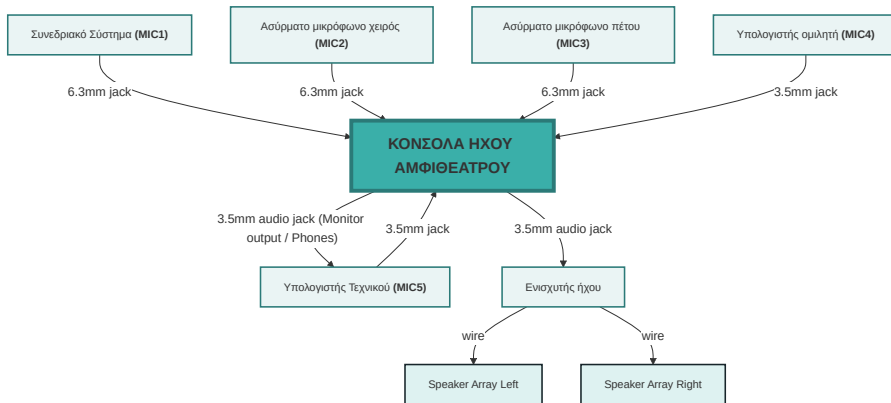 Συνεδριακό Σύστημα (MIC1)
Ασύρματο μικρόφωνο χειρός
(MIC2)
Ασύρματο μικρόφωνο πέτου
(MIC3)
Υπολογιστής ομιλητή (MIC4)
6.3mm jack
6.3mm jack
6.3mm jack
3.5mm jack
ΚΟΝΣΟΛΑ ΗΧΟΥ
ΑΜΦΙΘΕΑΤΡΟΥ
3.5mm audio jack (Monitor
output / Phones)
3.5mm jack
3.5mm audio jack
Υπολογιστής Τεχνικού (MIC5)
Ενισχυτής ήχου
wire
wire
Speaker Array Left
Speaker Array Right